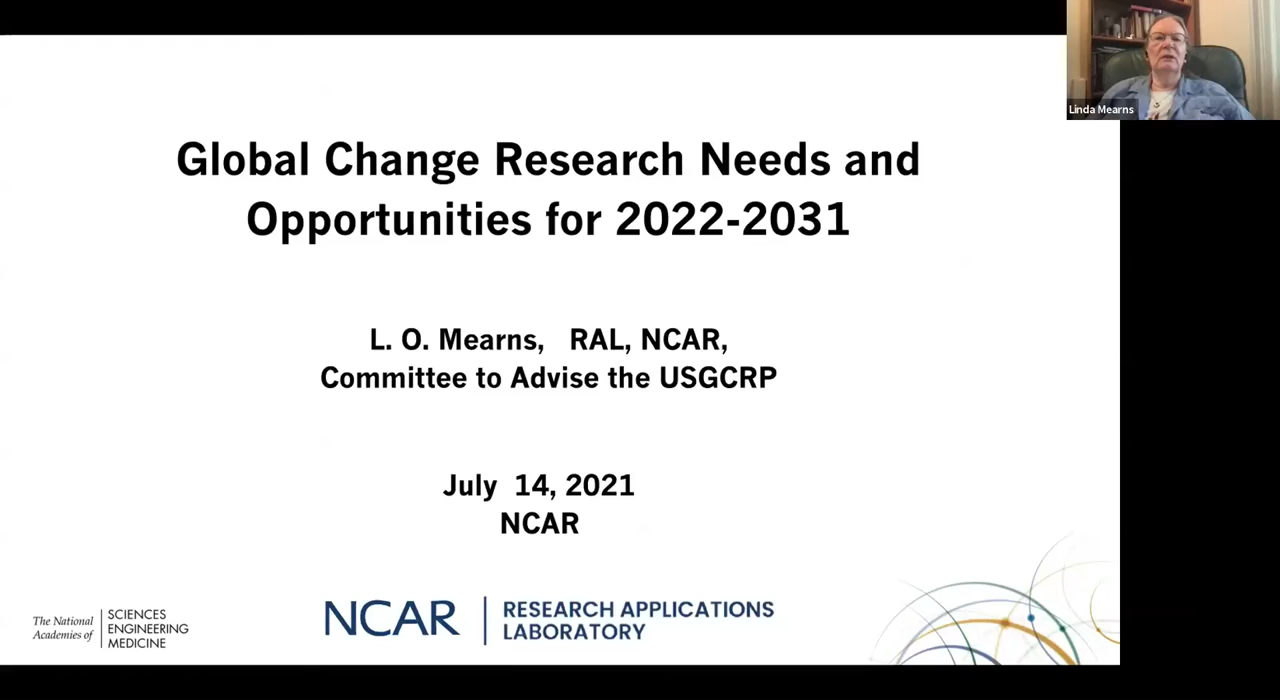 Linda Mearns
Global Change Research Needs and
Opportunities for 2022-2031
L. O. Mearns, RAL, NCAR,
Committee to Advise the USGCRP
July 14, 2021
NCAR
The National
Academies of
SCIENCES
ENGINEERING
MEDICINE
NCAR
RESEARCH APPLICATIONS
LABORATORY